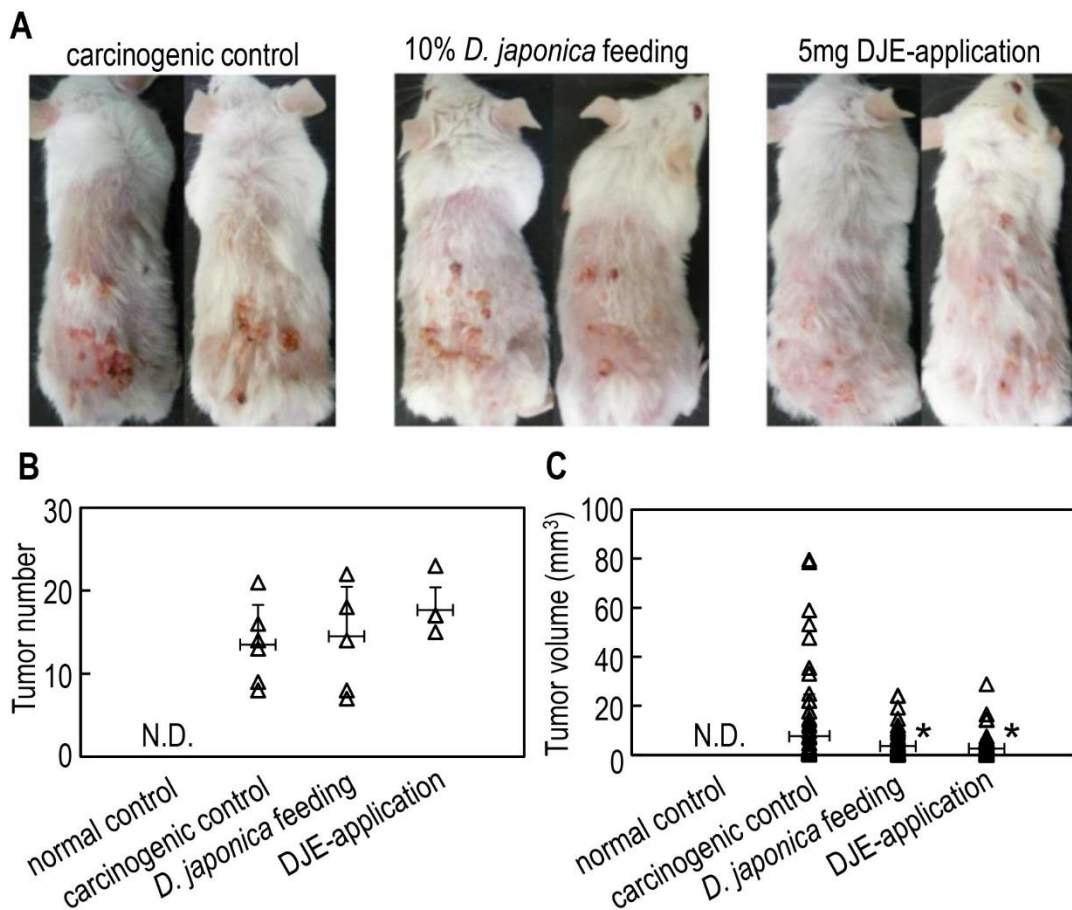 A
carcinogenic control
10% D. japonica feeding
5mg DJE-application
B
Tumor number
30
20
10
0
N.D.
normal control
carcinogenic control
D. japonica feeding
DJE-application
C
Tumor volume (mm³)
100
80
60
40
20
0
N.D.
*
*
normal control
carcinogenic control
D. japonica feeding
DJE-application